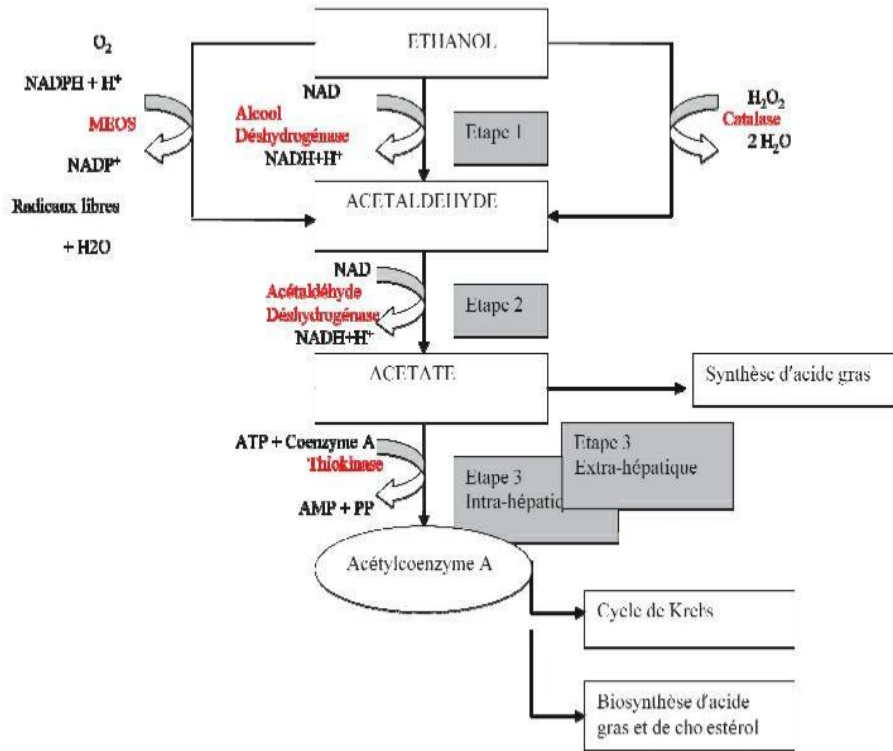 ETHANOL
O₂
NADPH + H⁺
MEOS
NADP⁺
Radicaux libres
+ H2O
NAD
Alcool
Déshydrogénase
NADH+H⁺
Etape 1
H₂O₂
Catalase
2 H₂O
ACETALDEHYDE
NAD
Acétaldéhyde
Déshydrogénase
NADH+H⁺
Etape 2
ACETATE
Synthèse d'acide gras
ATP + Coenzyme A
Thiokinase
AMP + PP
Etape 3
Intra-hépatiq
Etape 3
Extra-hépatique
Acétylcoenzyme A
Cycle de Krebs
Biosynthèse d'acide
gras et de cho estérol